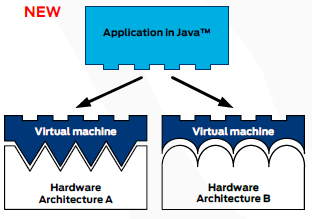 NEW
Application in Java™
Virtual machine
Hardware
Architecture A
Virtual machine
Hardware
Architecture B